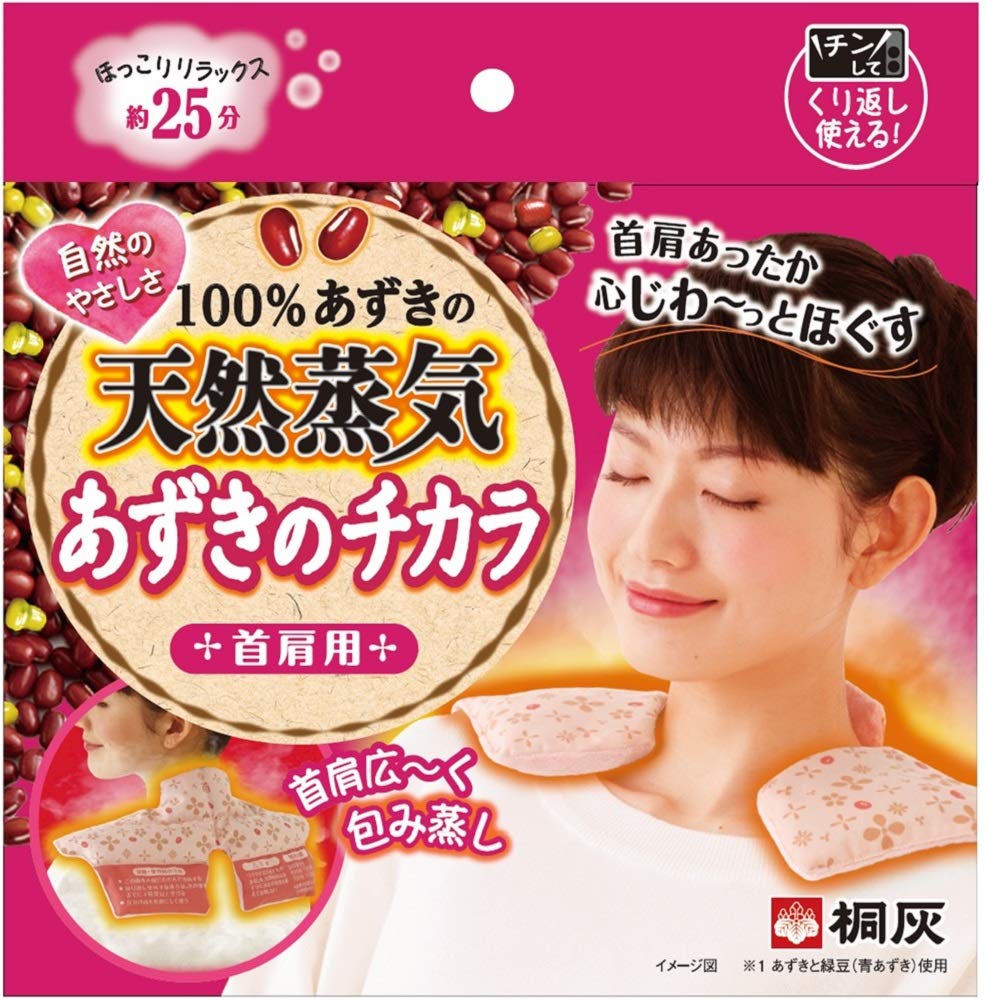 ほっこりリラックス
約25分
\チン/
して
くり返し
使える!
自然の
やさしさ
100%あずきの
天然蒸気
あずきのチカラ
首肩用
首肩あったか
心じわ〜っとほぐす
首肩広〜く
包み蒸し
桐灰
イメージ図 ※1 あずきと緑豆(青あずき)使用